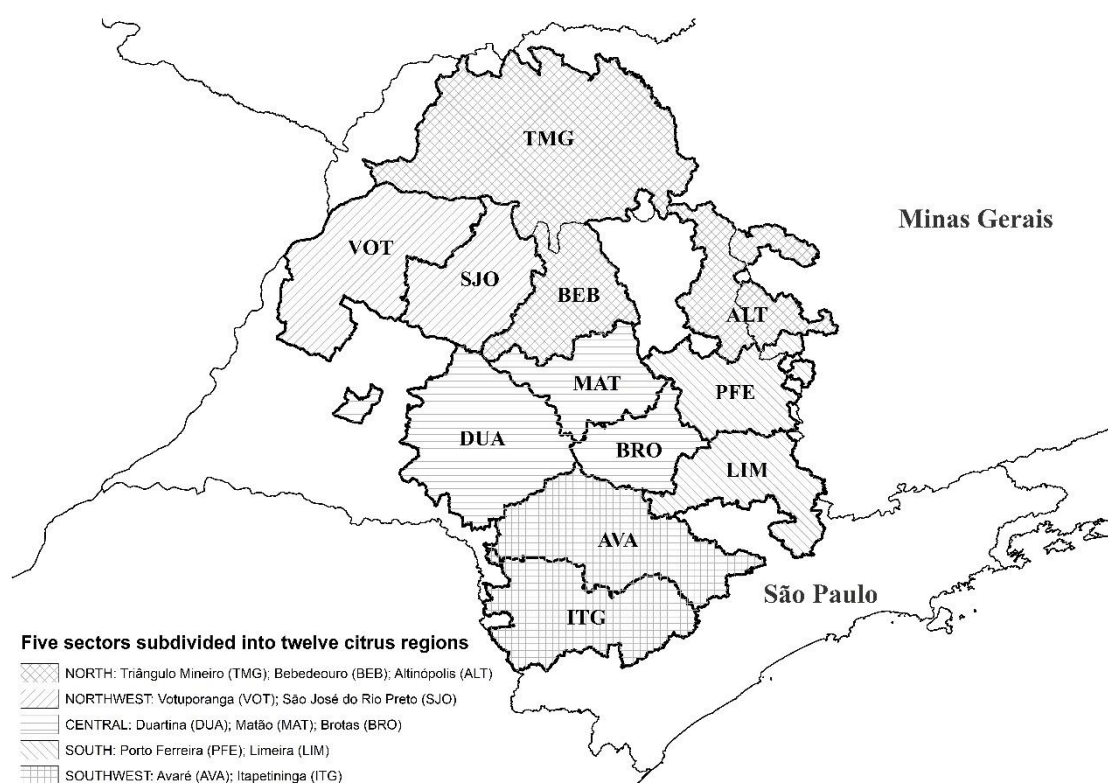 TMG
Minas Gerais
VOT
SJO
BEB
ALT
MAT
PFE
DUA
BRO
LIM
AVA
São Paulo
ITG
Five sectors subdivided into twelve citrus regions
NORTH: Triângulo Mineiro (TMG); Bebedeouro (BEB); Altinópolis (ALT)
NORTHWEST: Votuporanga (VOT); São José do Rio Preto (SJO)
CENTRAL: Duartina (DUA); Matão (MAT); Brotas (BRO)
SOUTH: Porto Ferreira (PFE); Limeira (LIM)
SOUTHWEST: Avaré (AVA); Itapetininga (ITG)